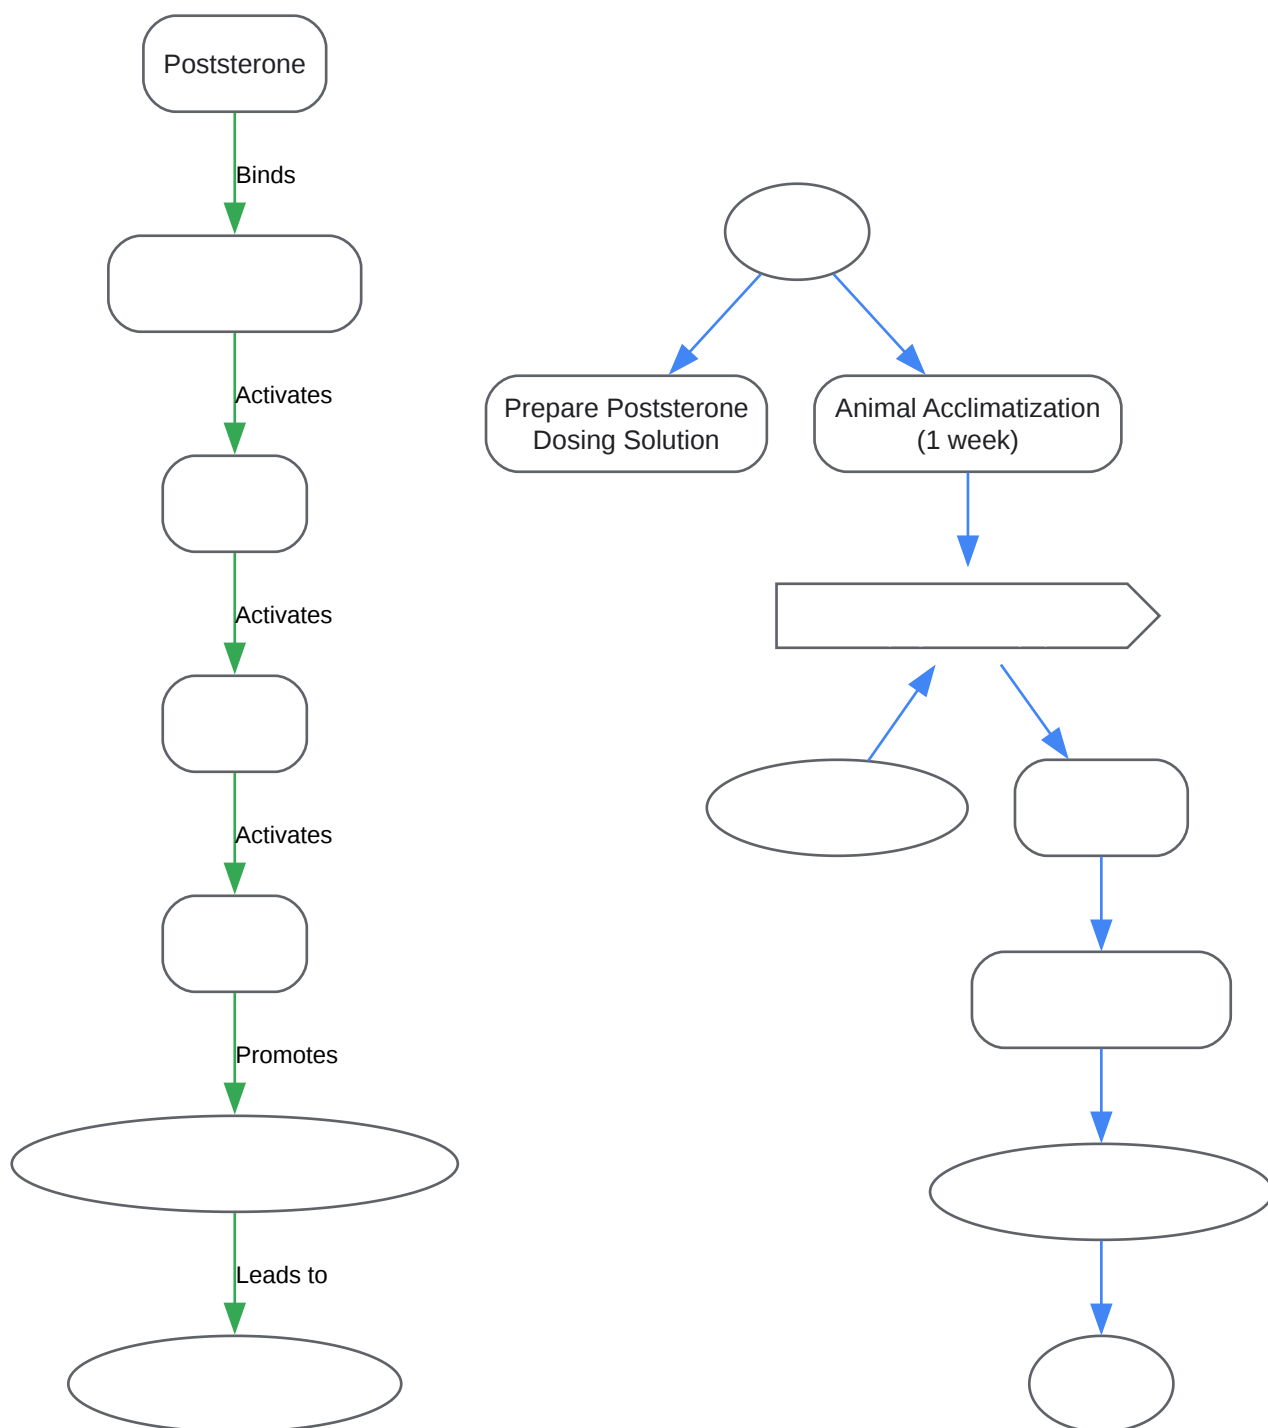 Poststerone
Binds
Activates
Activates
Activates
Promotes
Leads to
Prepare Poststerone
Dosing Solution
Animal Acclimatization
(1 week)